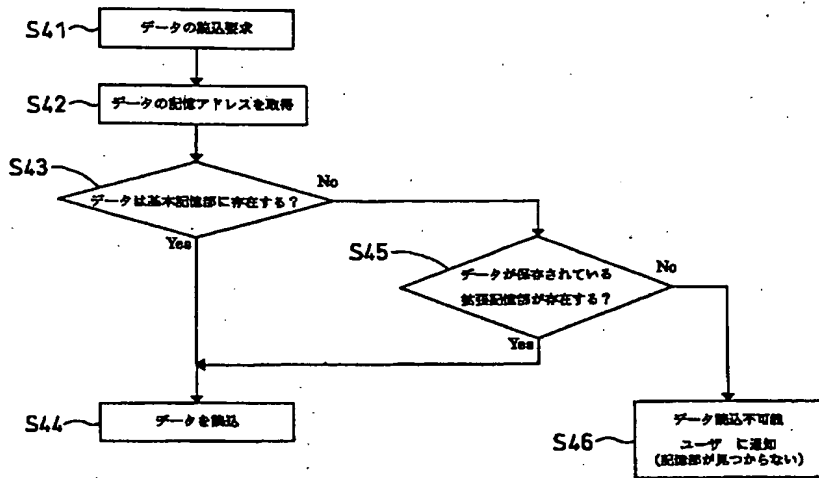 S41
データの読込要求
S42
データの記憶アドレスを取得
S43
データは基本記憶部に存在する？
No
Yes
S45
データが保存されている
拡張記憶部が存在する？
No
Yes
S44
データを読込
S46
データ読込不可能
ユーザ に通知
(記憶部が見つからない)